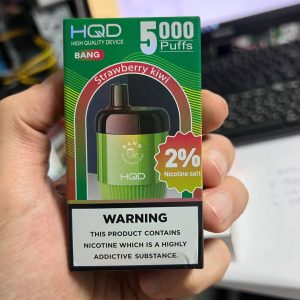 HQD
HIGH QUALITY DEVICE
BANG
5000
Puffs
Strawberry kiwi
BANG
HQD
2%
Nicotine salt
WARNING
THIS PRODUCT CONTAINS
NICOTINE WHICH IS A HIGHLY
ADDICTIVE SUBSTANCE.